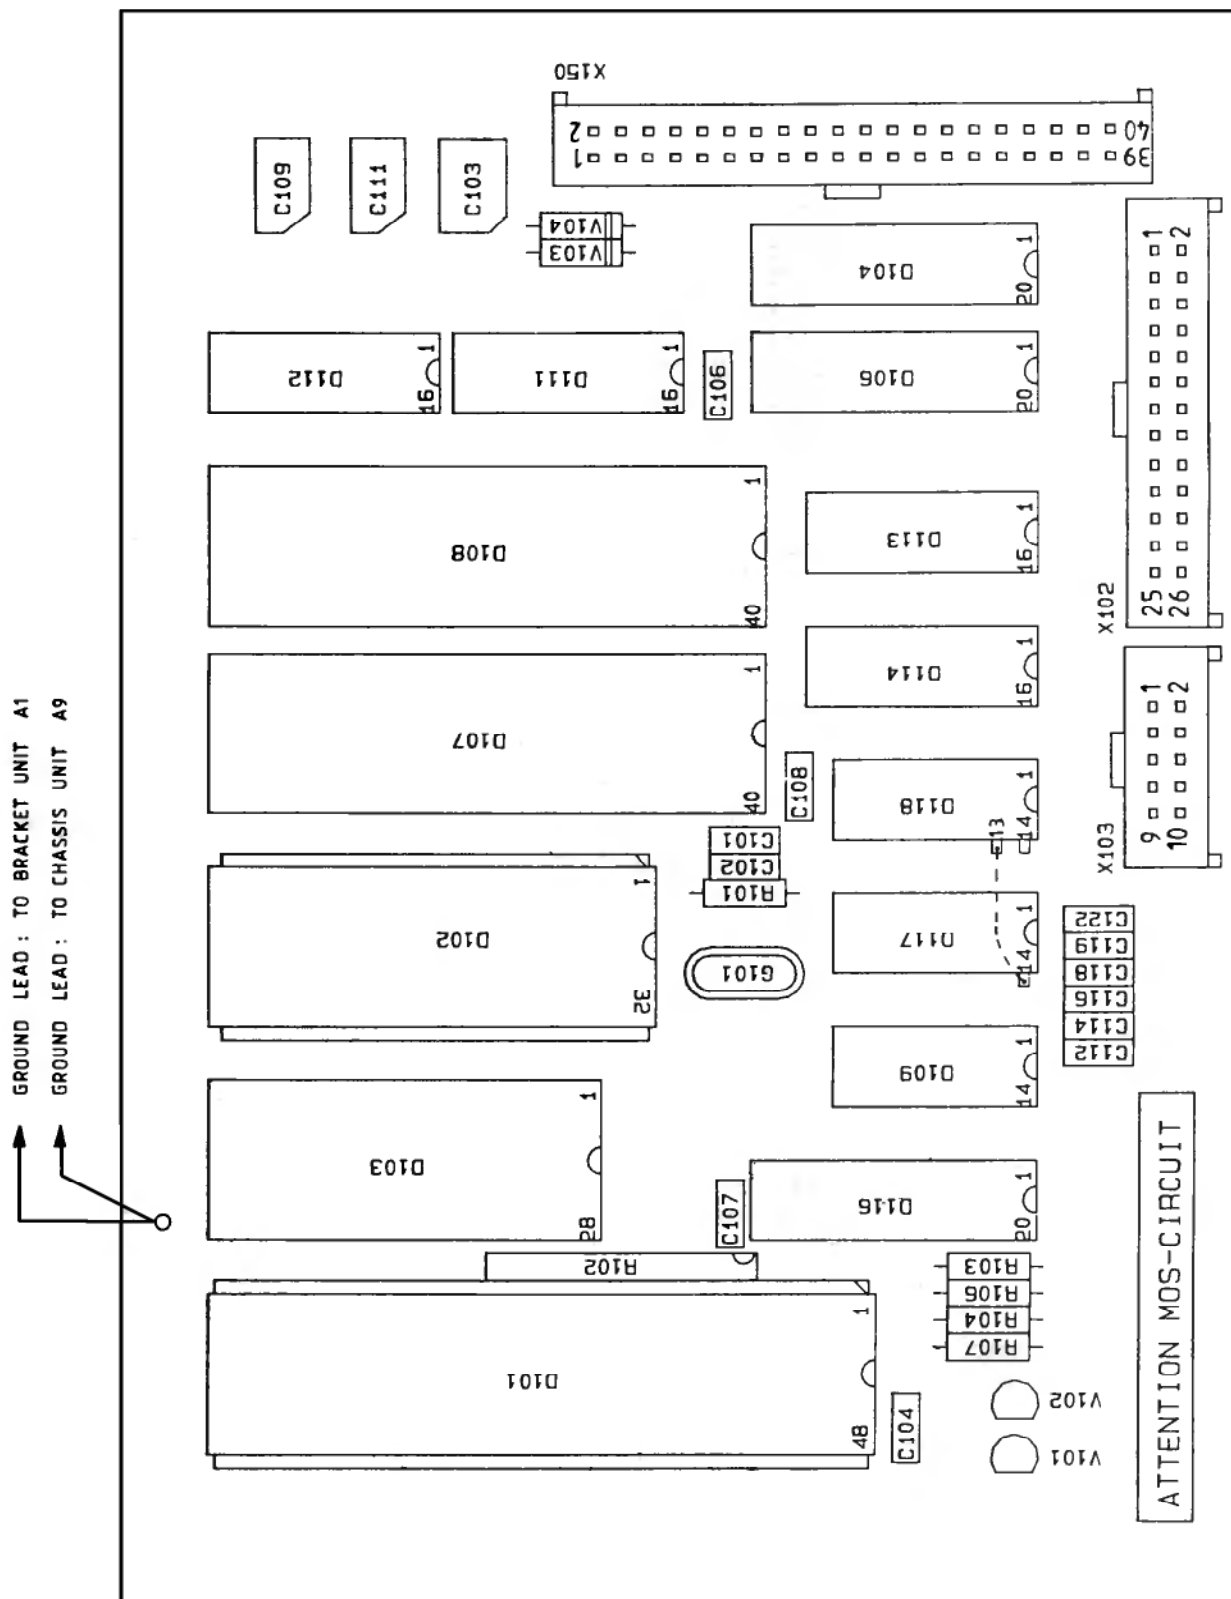 GROUND LEAD: TO BRACKET UNIT A1
GROUND LEAD: TO CHASSIS UNIT A9
X150
2
40
1
39
C109
C111
C103
V104
V103
D104
1
20
1
2
25
26
X102
D112
1
16
D111
1
16
C106
D106
1
20
D108
1
40
D113
1
16
D107
1
40
D114
1
16
C108
D118
1
14
13
1
2
9
10
X103
C101
C102
R101
D102
1
32
G101
D117
1
14
C122
C119
C118
C116
C114
C112
D109
1
14
D103
1
28
C107
D116
1
20
R102
R103
R106
R104
R107
D101
1
48
C104
V102
V101
ATTENTION MOS-CIRCUIT